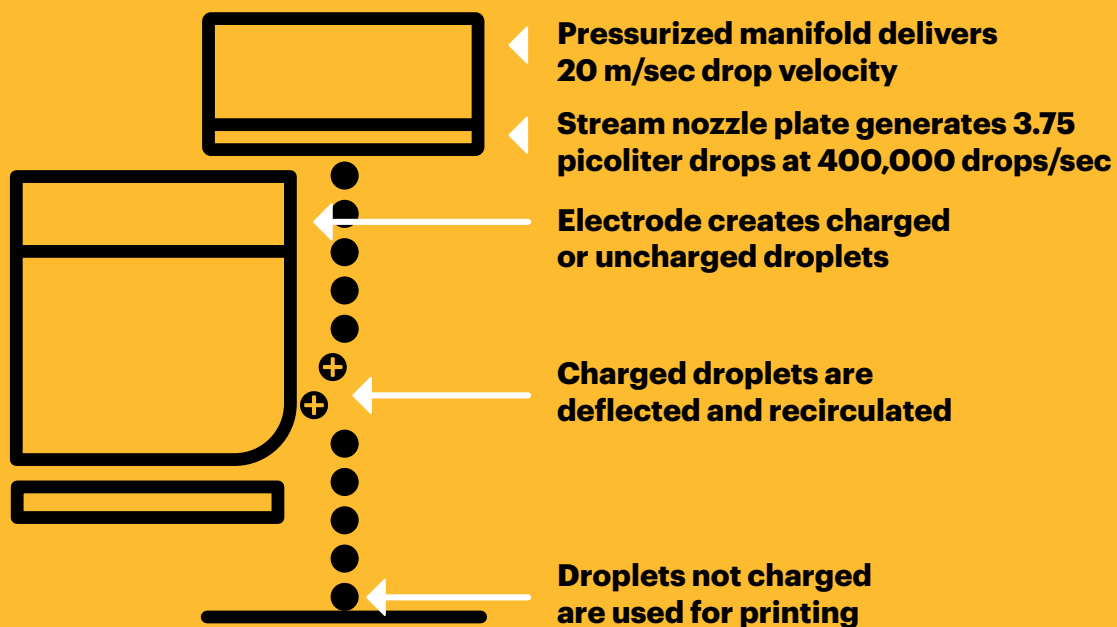 Pressurized manifold delivers
20 m/sec drop velocity
Stream nozzle plate generates 3.75
picoliter drops at 400,000 drops/sec
Electrode creates charged
or uncharged droplets
Charged droplets are
deflected and recirculated
Droplets not charged
are used for printing